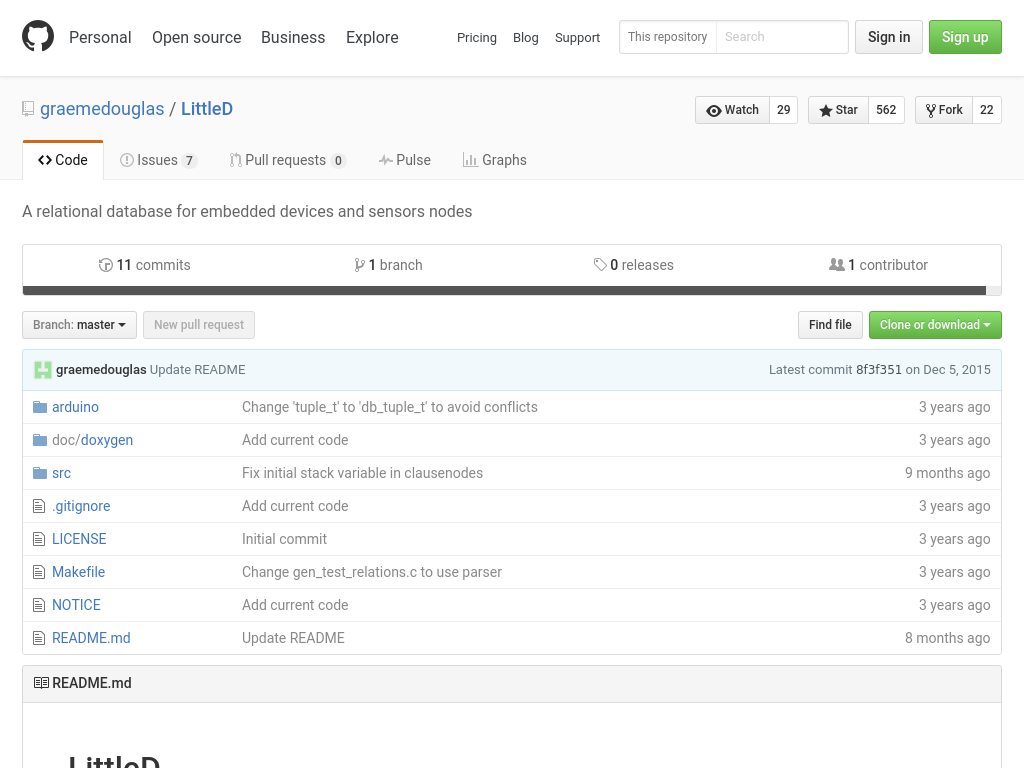 Personal Open source Business Explore Pricing Blog Support This repository Search Sign in Sign up
graemedouglas / LittleD Watch 29 Star 562 Fork 22
Code Issues 7 Pull requests 0 Pulse Graphs
A relational database for embedded devices and sensors nodes
11 commits 1 branch 0 releases 1 contributor
Branch: master New pull request Find file Clone or download
graemedouglas Update README Latest commit 8f3f351 on Dec 5, 2015
arduino Change 'tuple_t' to 'db_tuple_t' to avoid conflicts 3 years ago
doc/doxygen Add current code 3 years ago
src Fix initial stack variable in clausenodes 9 months ago
.gitignore Add current code 3 years ago
LICENSE Initial commit 3 years ago
Makefile Change gen_test_relations.c to use parser 3 years ago
NOTICE Add current code 3 years ago
README.md Update README 8 months ago
README.md
LittleD